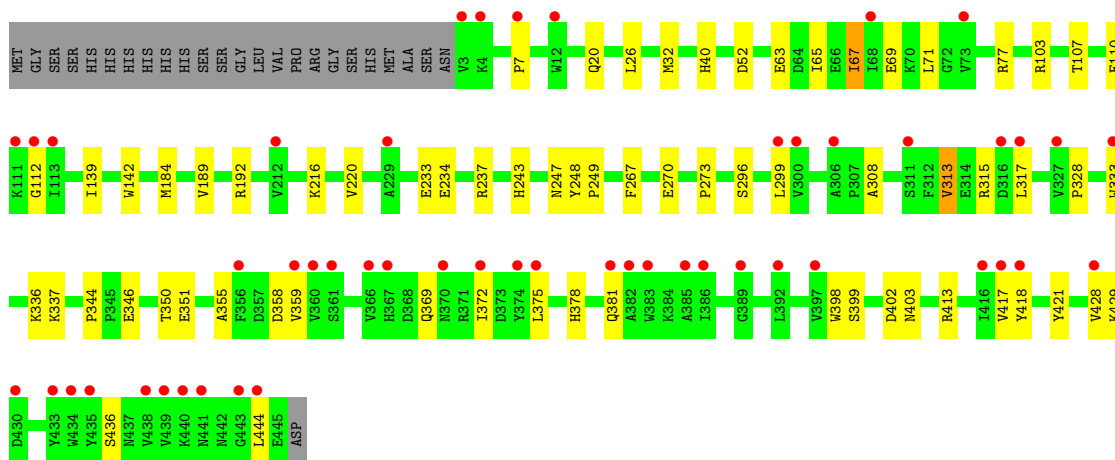 MET GLY SER SER HIS HIS HIS HIS HIS HIS SER SER GLY LEU VAL PRO ARG GLY SER HIS MET ALA SER ASN V3 K4 P7 W12 Q20 L26 M32 H40 D52 E63 D64 I65 E66 I67 I68 E69 K70 L71 G72 V73 R77 R103 T107 E110
K111 G112 I113 I139 W142 M184 V189 R192 V212 K216 V220 A229 E233 E234 R237 H243 N247 Y248 P249 F267 E270 P273 S296 L299 V300 A306 P307 A308 S311 F312 V313 E314 R315 D316 L317 V327 P328 W333
K336 K337 P344 P345 E346 T350 E351 A355 F356 D357 D358 V359 V360 S361 V366 H367 D368 Q369 N370 R371 I372 D373 Y374 L375 H378 Q381 A382 W383 K384 A385 I386 G389 L392 V397 W398 S399 D402 N403 R413 I416 V417 Y418 Y421 V428 K429
D430 Y433 W434 Y435 S436 N437 V438 V439 K440 N441 N442 G443 L444 E445 ASP